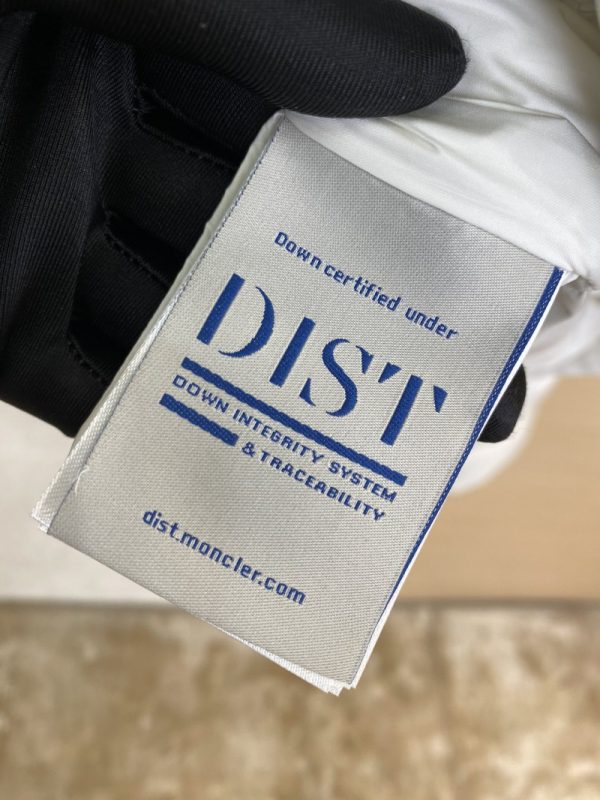 Down certified under
DIST
DOWN INTEGRITY SYSTEM
& TRACEABILITY
dist.moncler.com